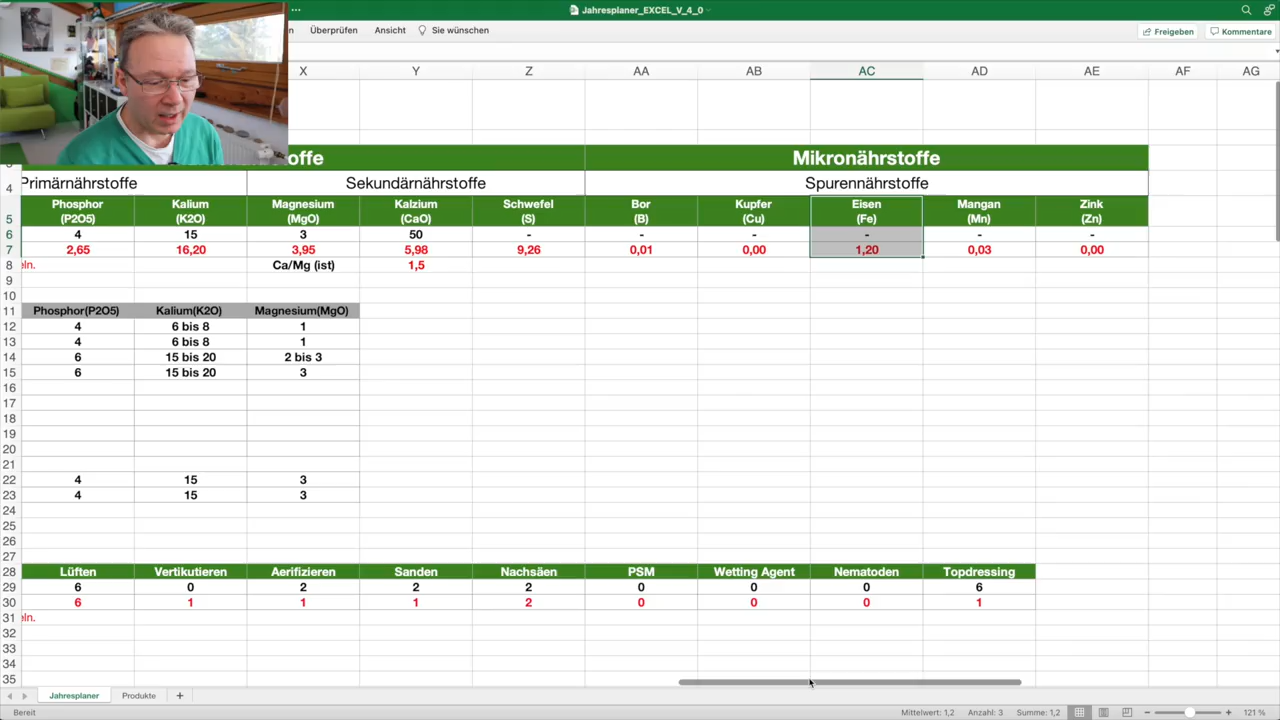 ··· Jahresplaner_EXCEL_V_4_0
Überprüfen Ansicht Sie wünschen Freigeben Kommentare
X Y Z AA AB AC AD AE AF AG
Mikronährstoffe
4 Primärnährstoffe Sekundärnährstoffe Spurennährstoffe
Phosphor Kalium Magnesium Kalzium Schwefel Bor Kupfer Eisen Mangan Zink
5 (P2O5) (K2O) (MgO) (CaO) (S) (B) (Cu) (Fe) (Mn) (Zn)
6 4 15 3 50 - - - - - -
7 2,65 16,20 3,95 5,98 9,26 0,01 0,00 1,20 0,03 0,00
8 eln. Ca/Mg (ist) 1,5
9
10
11 Phosphor(P2O5) Kalium(K2O) Magnesium(MgO)
12 4 6 bis 8 1
13 4 6 bis 8 1
14 6 15 bis 20 2 bis 3
15 6 15 bis 20 3
16
17
18
19
20
21
22 4 15 3
23 4 15 3
24
25
26
27
28 Lüften Vertikutieren Aerifizieren Sanden Nachsäen PSM Wetting Agent Nematoden Topdressing
29 6 0 2 2 2 0 0 0 6
30 6 1 1 1 2 0 0 0 1
31 eln.
32
33
34
35
Jahresplaner Produkte +
Bereit Mittelwert: 1,2 Anzahl: 3 Summe: 1,2 121 %